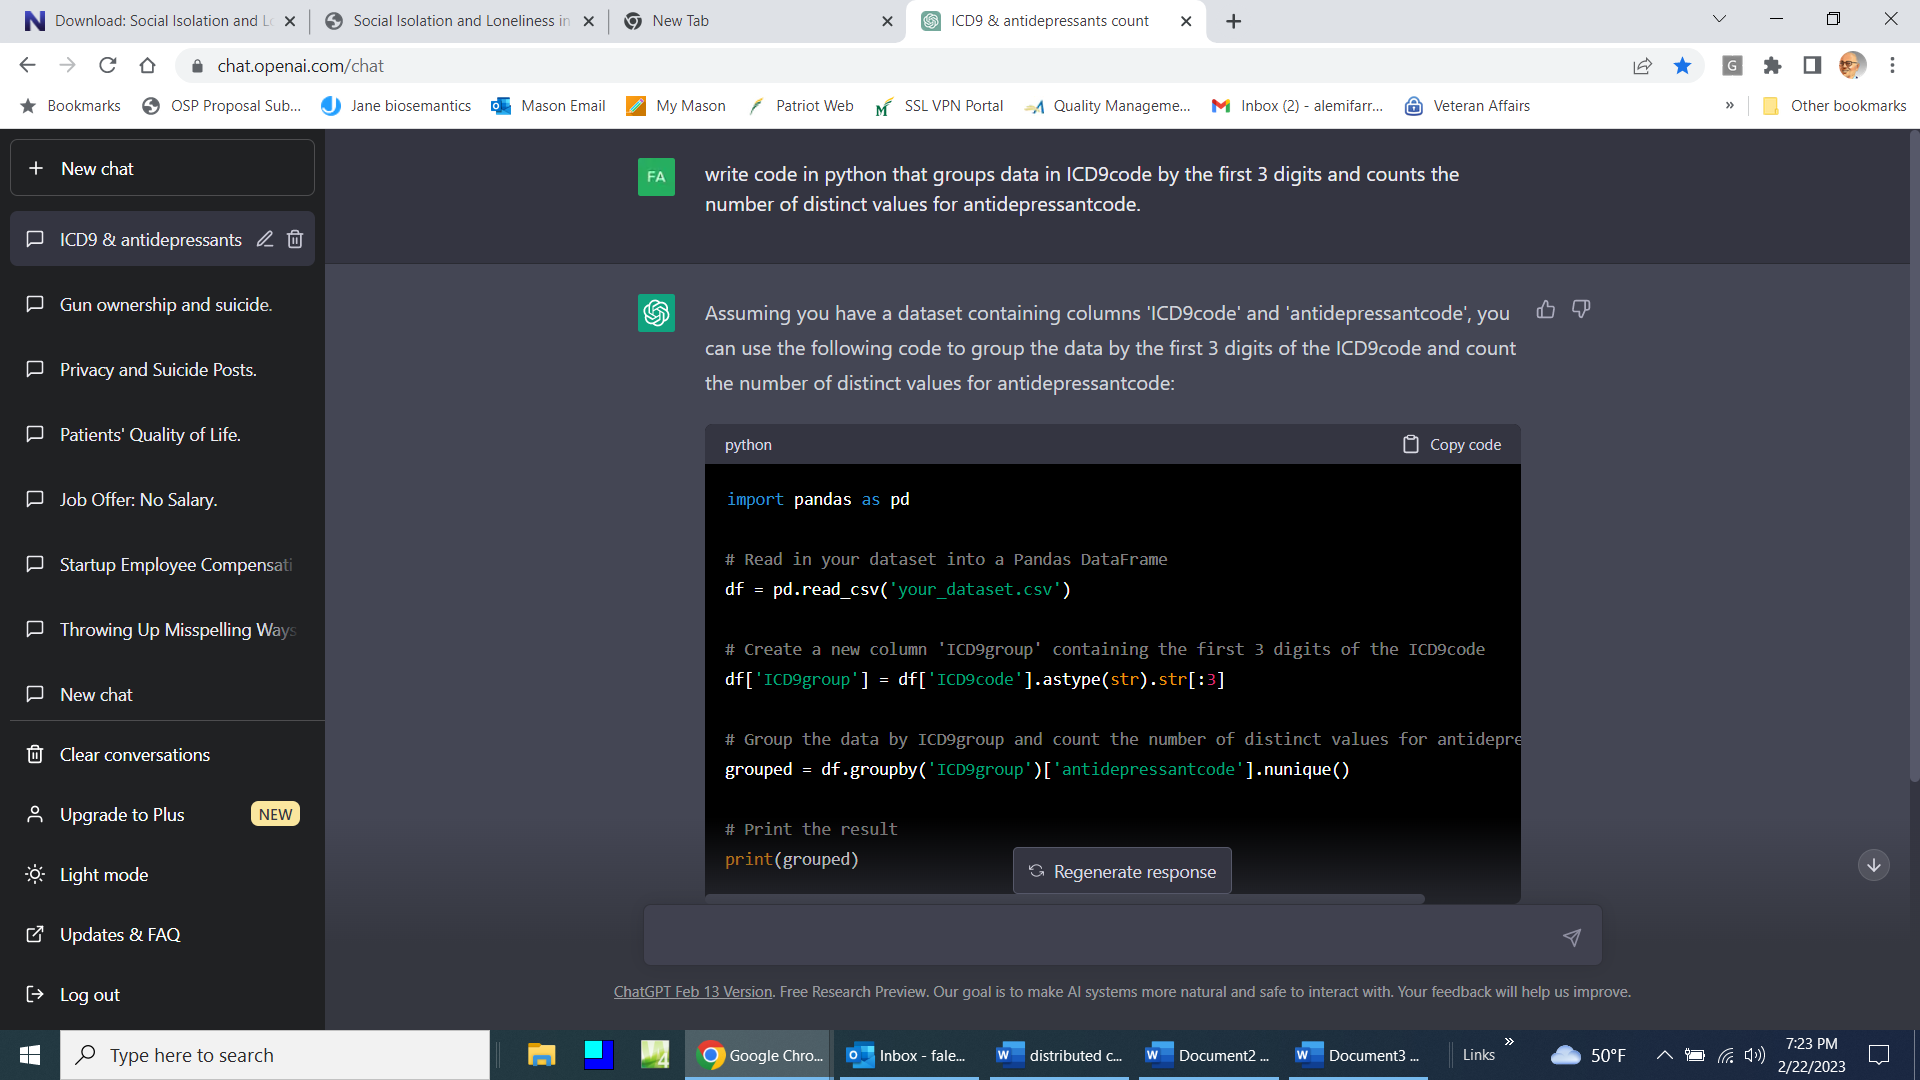 Download: Social Isolation and Lo
Social Isolation and Loneliness in
New Tab
ICD9 & antidepressants count
chat.openai.com/chat
G
Bookmarks
OSP Proposal Sub...
Jane biosemantics
Mason Email
My Mason
Patriot Web
SSL VPN Portal
Quality Manageme...
Inbox (2) - alemifarr...
Veteran Affairs
»
Other bookmarks
New chat
ICD9 & antidepressants
Gun ownership and suicide.
Privacy and Suicide Posts.
Patients' Quality of Life.
Job Offer: No Salary.
Startup Employee Compensati
Throwing Up Misspelling Ways
New chat
Clear conversations
Upgrade to Plus
NEW
Light mode
Updates & FAQ
Log out
FA
write code in python that groups data in ICD9code by the first 3 digits and counts the
number of distinct values for antidepressantcode.
Assuming you have a dataset containing columns 'ICD9code' and 'antidepressantcode', you
can use the following code to group the data by the first 3 digits of the ICD9code and count
the number of distinct values for antidepressantcode:
python
Copy code
import pandas as pd
# Read in your dataset into a Pandas DataFrame
df = pd.read_csv('your_dataset.csv')
# Create a new column 'ICD9group' containing the first 3 digits of the ICD9code
df['ICD9group'] = df['ICD9code'].astype(str).str[:3]
# Group the data by ICD9group and count the number of distinct values for antidepre
grouped = df.groupby('ICD9group')['antidepressantcode'].nunique()
# Print the result
print(grouped)
Regenerate response
ChatGPT Feb 13 Version. Free Research Preview. Our goal is to make AI systems more natural and safe to interact with. Your feedback will help us improve.
Type here to search
Google Chro...
Inbox - fale...
distributed c...
Document2 ...
Document3 ...
Links
»
50°F
7:23 PM
2/22/2023